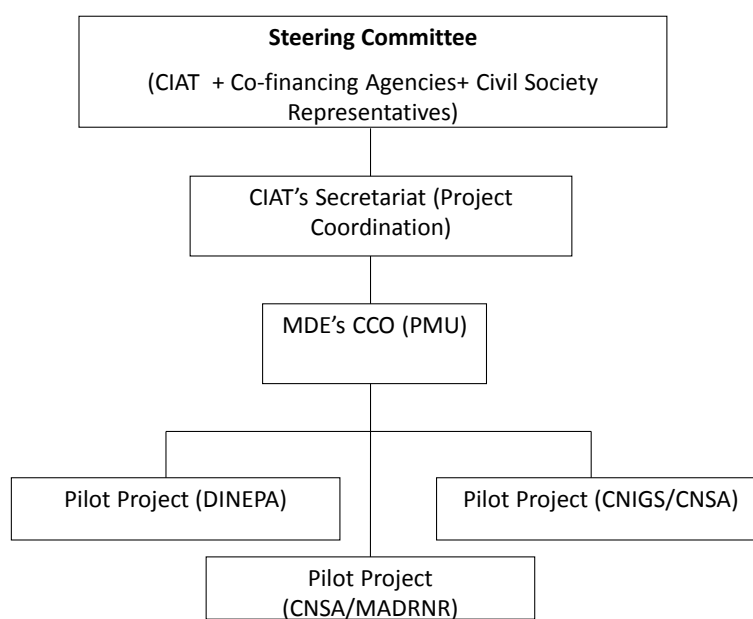 Steering Committee
(CIAT + Co-financing Agencies+ Civil Society
Representatives)
CIAT’s Secretariat (Project
Coordination)
MDE’s CCO (PMU)
Pilot Project (DINEPA)
Pilot Project (CNIGS/CNSA)
Pilot Project
(CNSA/MADRNR)